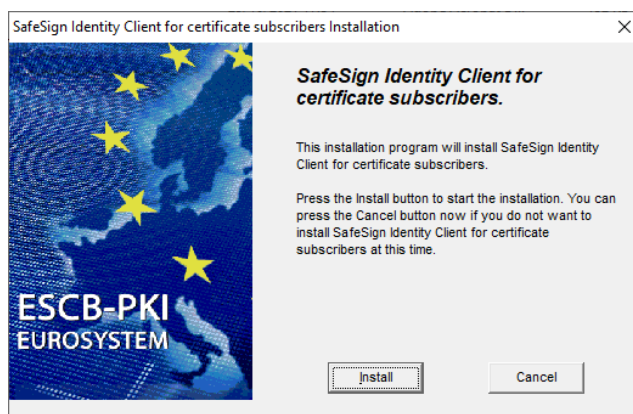 SafeSign Identity Client for certificate subscribers Installation
SafeSign Identity Client for
certificate subscribers.
This installation program will install SafeSign Identity
Client for certificate subscribers.
Press the Install button to start the installation. You can
press the Cancel button now if you do not want to
install SafeSign Identity Client for certificate
subscribers at this time.
ESCB-PKI
EUROSYSTEM
Install
Cancel